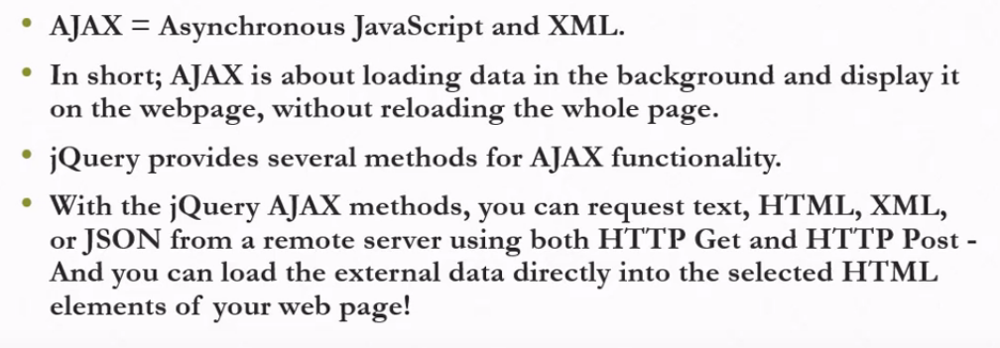 • AJAX = Asynchronous JavaScript and XML.
• In short; AJAX is about loading data in the background and display it
on the webpage, without reloading the whole page.
• jQuery provides several methods for AJAX functionality.
• With the jQuery AJAX methods, you can request text, HTML, XML,
or JSON from a remote server using both HTTP Get and HTTP Post -
And you can load the external data directly into the selected HTML
elements of your web page!